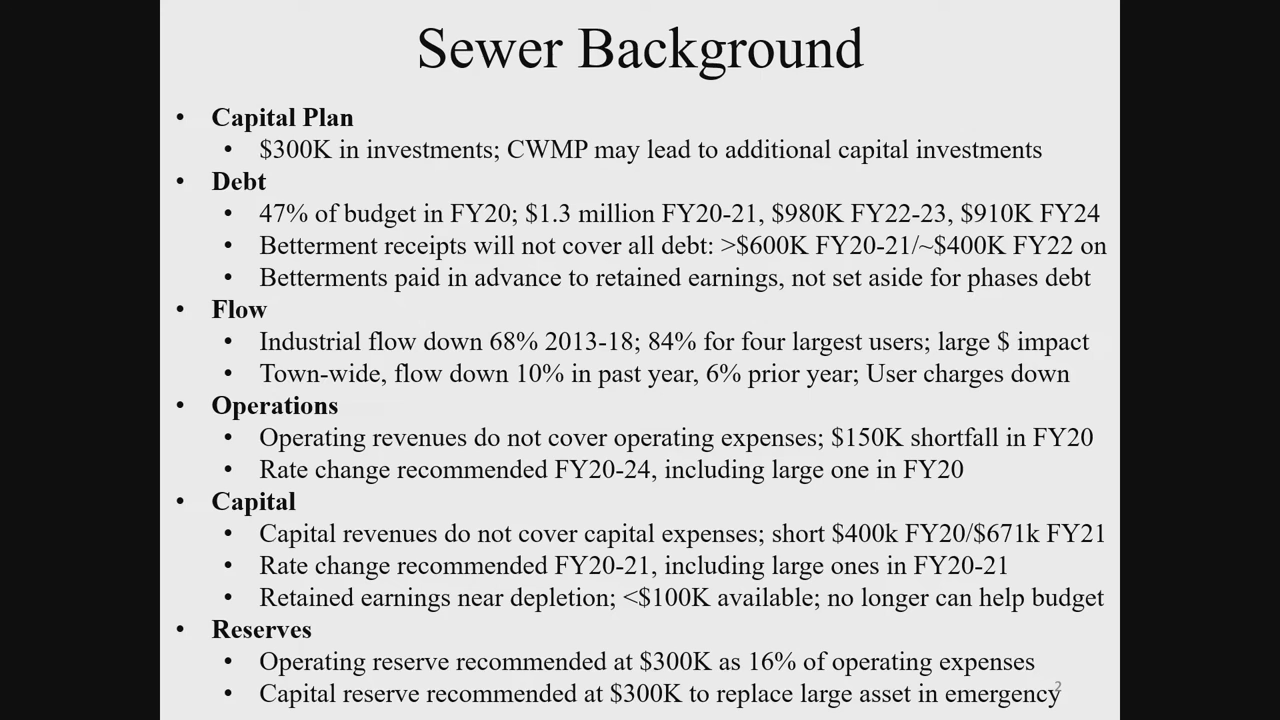 Sewer Background
• Capital Plan
• $300K in investments; CWMP may lead to additional capital investments
• Debt
• 47% of budget in FY20; $1.3 million FY20-21, $980K FY22-23, $910K FY24
• Betterment receipts will not cover all debt: >$600K FY20-21/~$400K FY22 on
• Betterments paid in advance to retained earnings, not set aside for phases debt
• Flow
• Industrial flow down 68% 2013-18; 84% for four largest users; large $ impact
• Town-wide, flow down 10% in past year, 6% prior year; User charges down
• Operations
• Operating revenues do not cover operating expenses; $150K shortfall in FY20
• Rate change recommended FY20-24, including large one in FY20
• Capital
• Capital revenues do not cover capital expenses; short $400k FY20/$671k FY21
• Rate change recommended FY20-21, including large ones in FY20-21
• Retained earnings near depletion; <$100K available; no longer can help budget
• Reserves
• Operating reserve recommended at $300K as 16% of operating expenses
• Capital reserve recommended at $300K to replace large asset in emergency
2